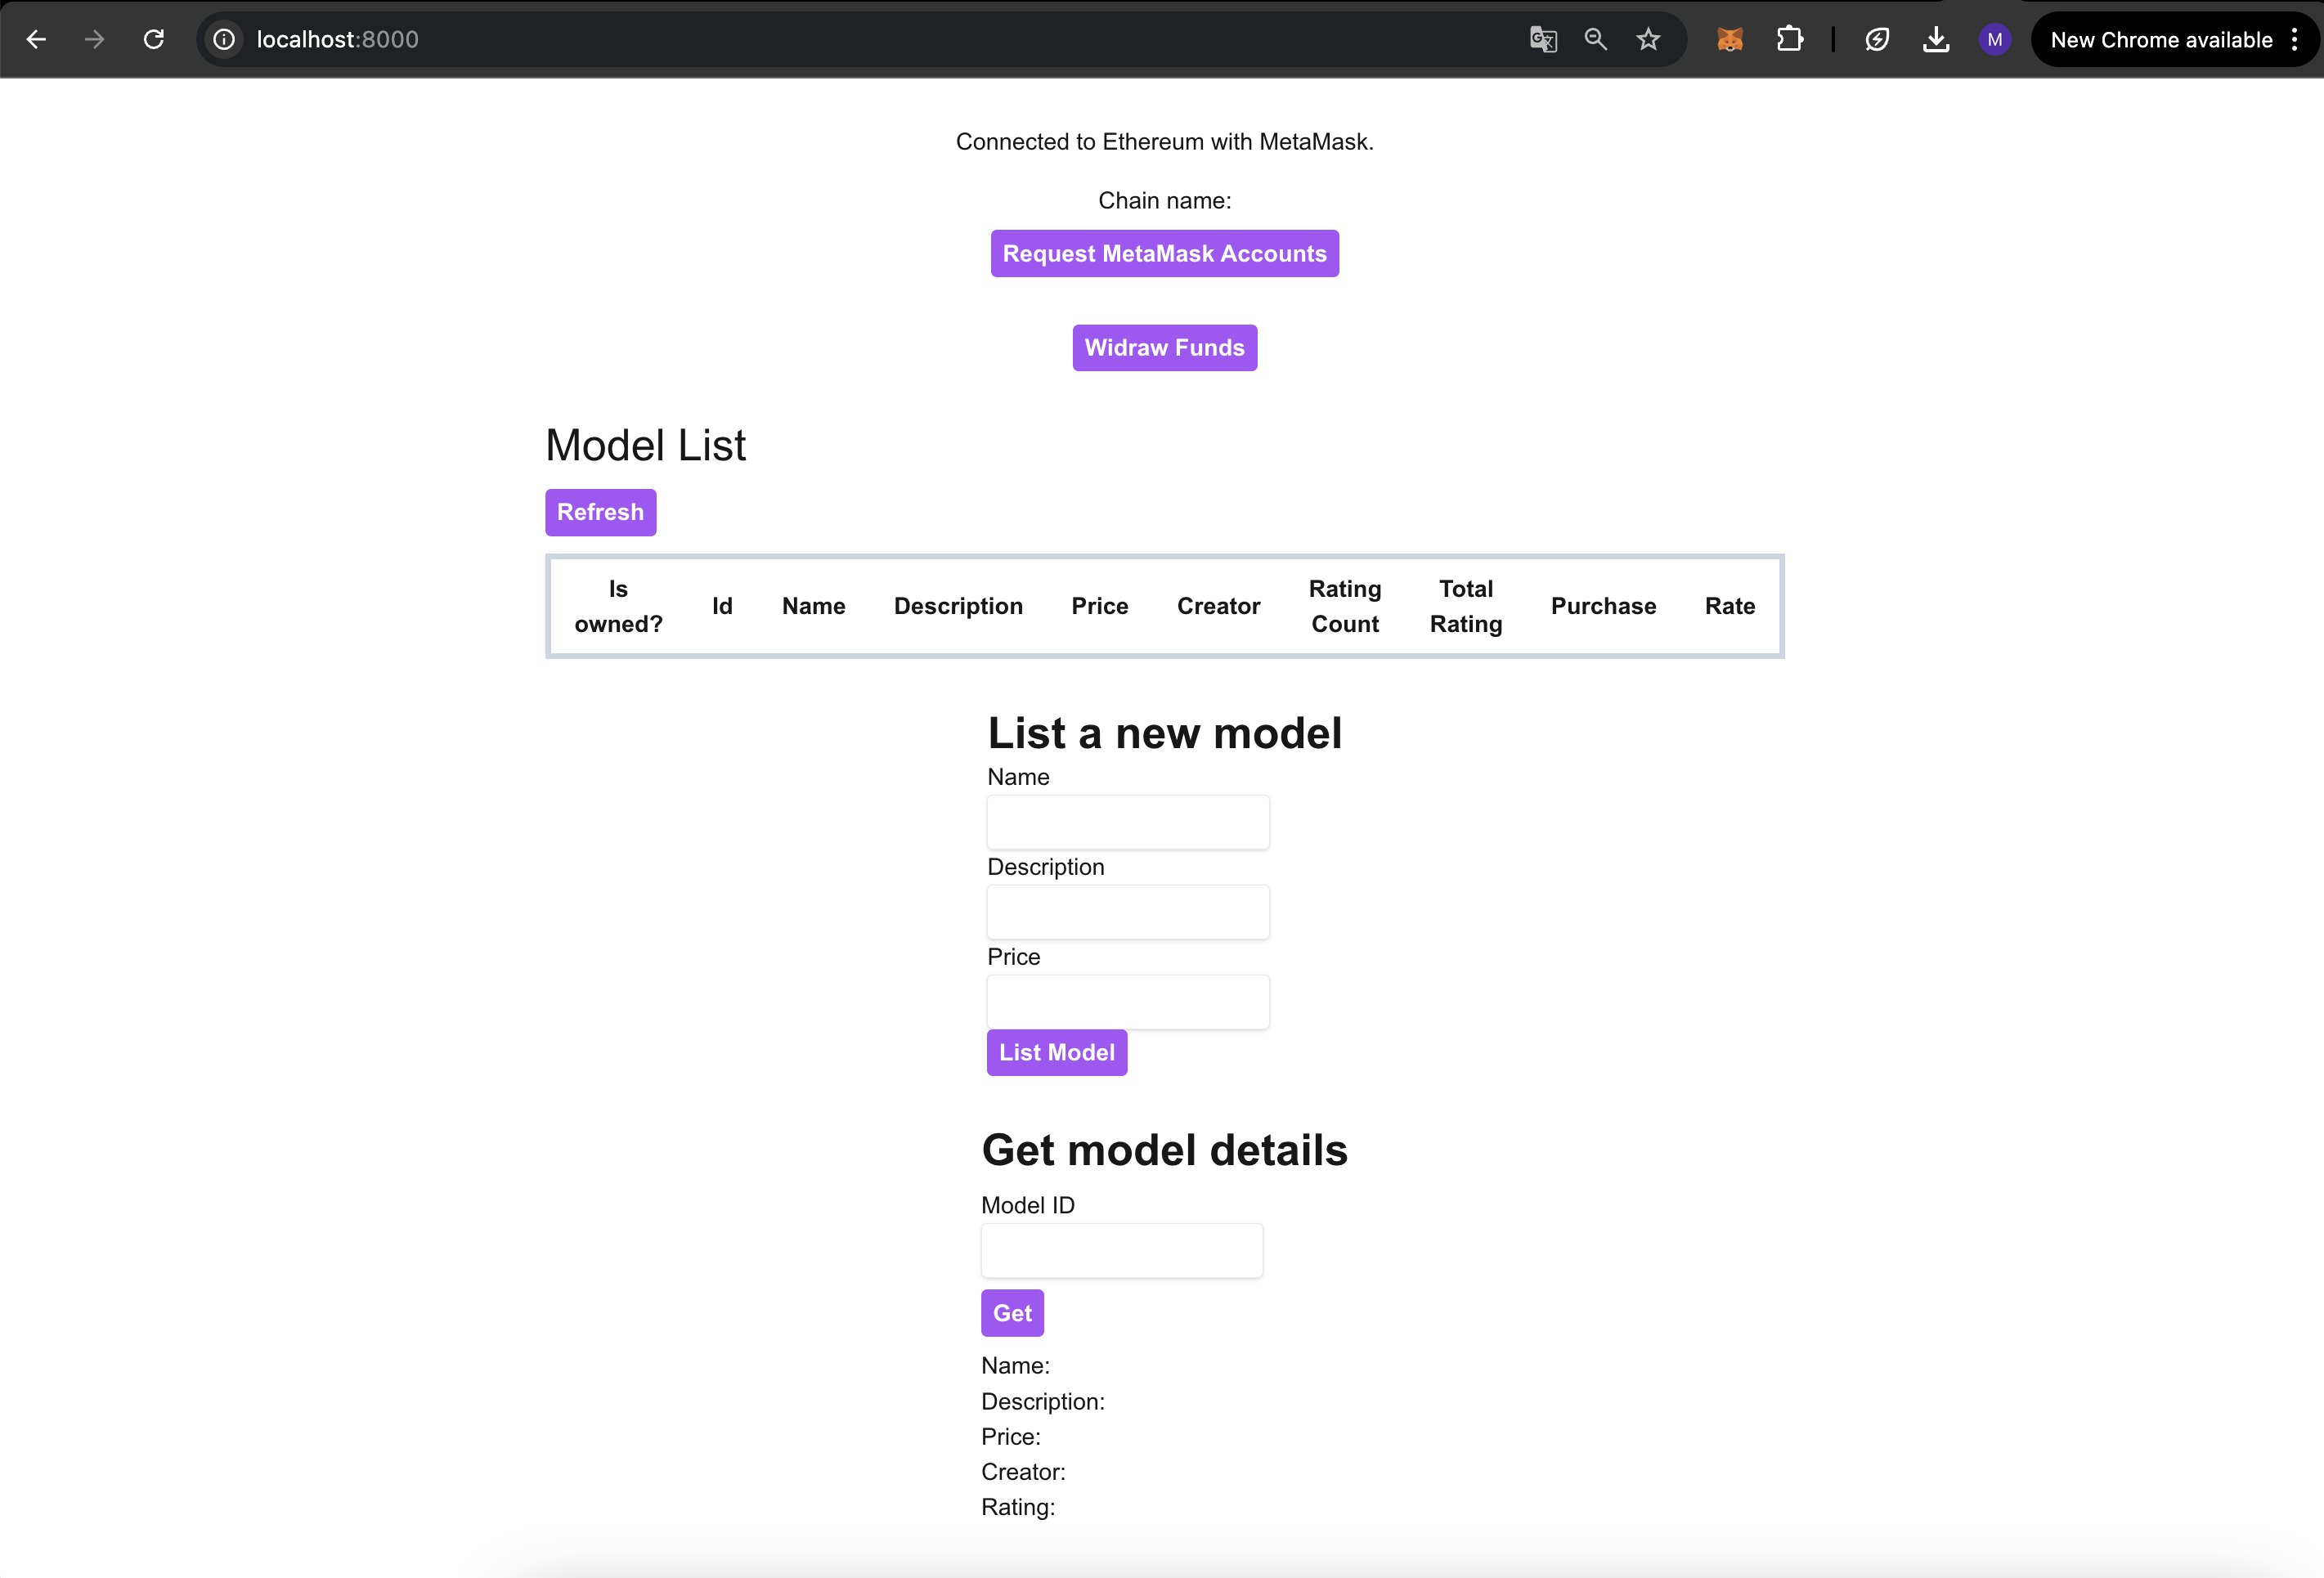 localhost:8000
M
New Chrome available
Connected to Ethereum with MetaMask.
Chain name:
Request MetaMask Accounts
Widraw Funds
Model List
Refresh
Is owned? Id Name Description Price Creator Rating Count Total Rating Purchase Rate
List a new model
Name
Description
Price
List Model
Get model details
Model ID
Get
Name:
Description:
Price:
Creator:
Rating: